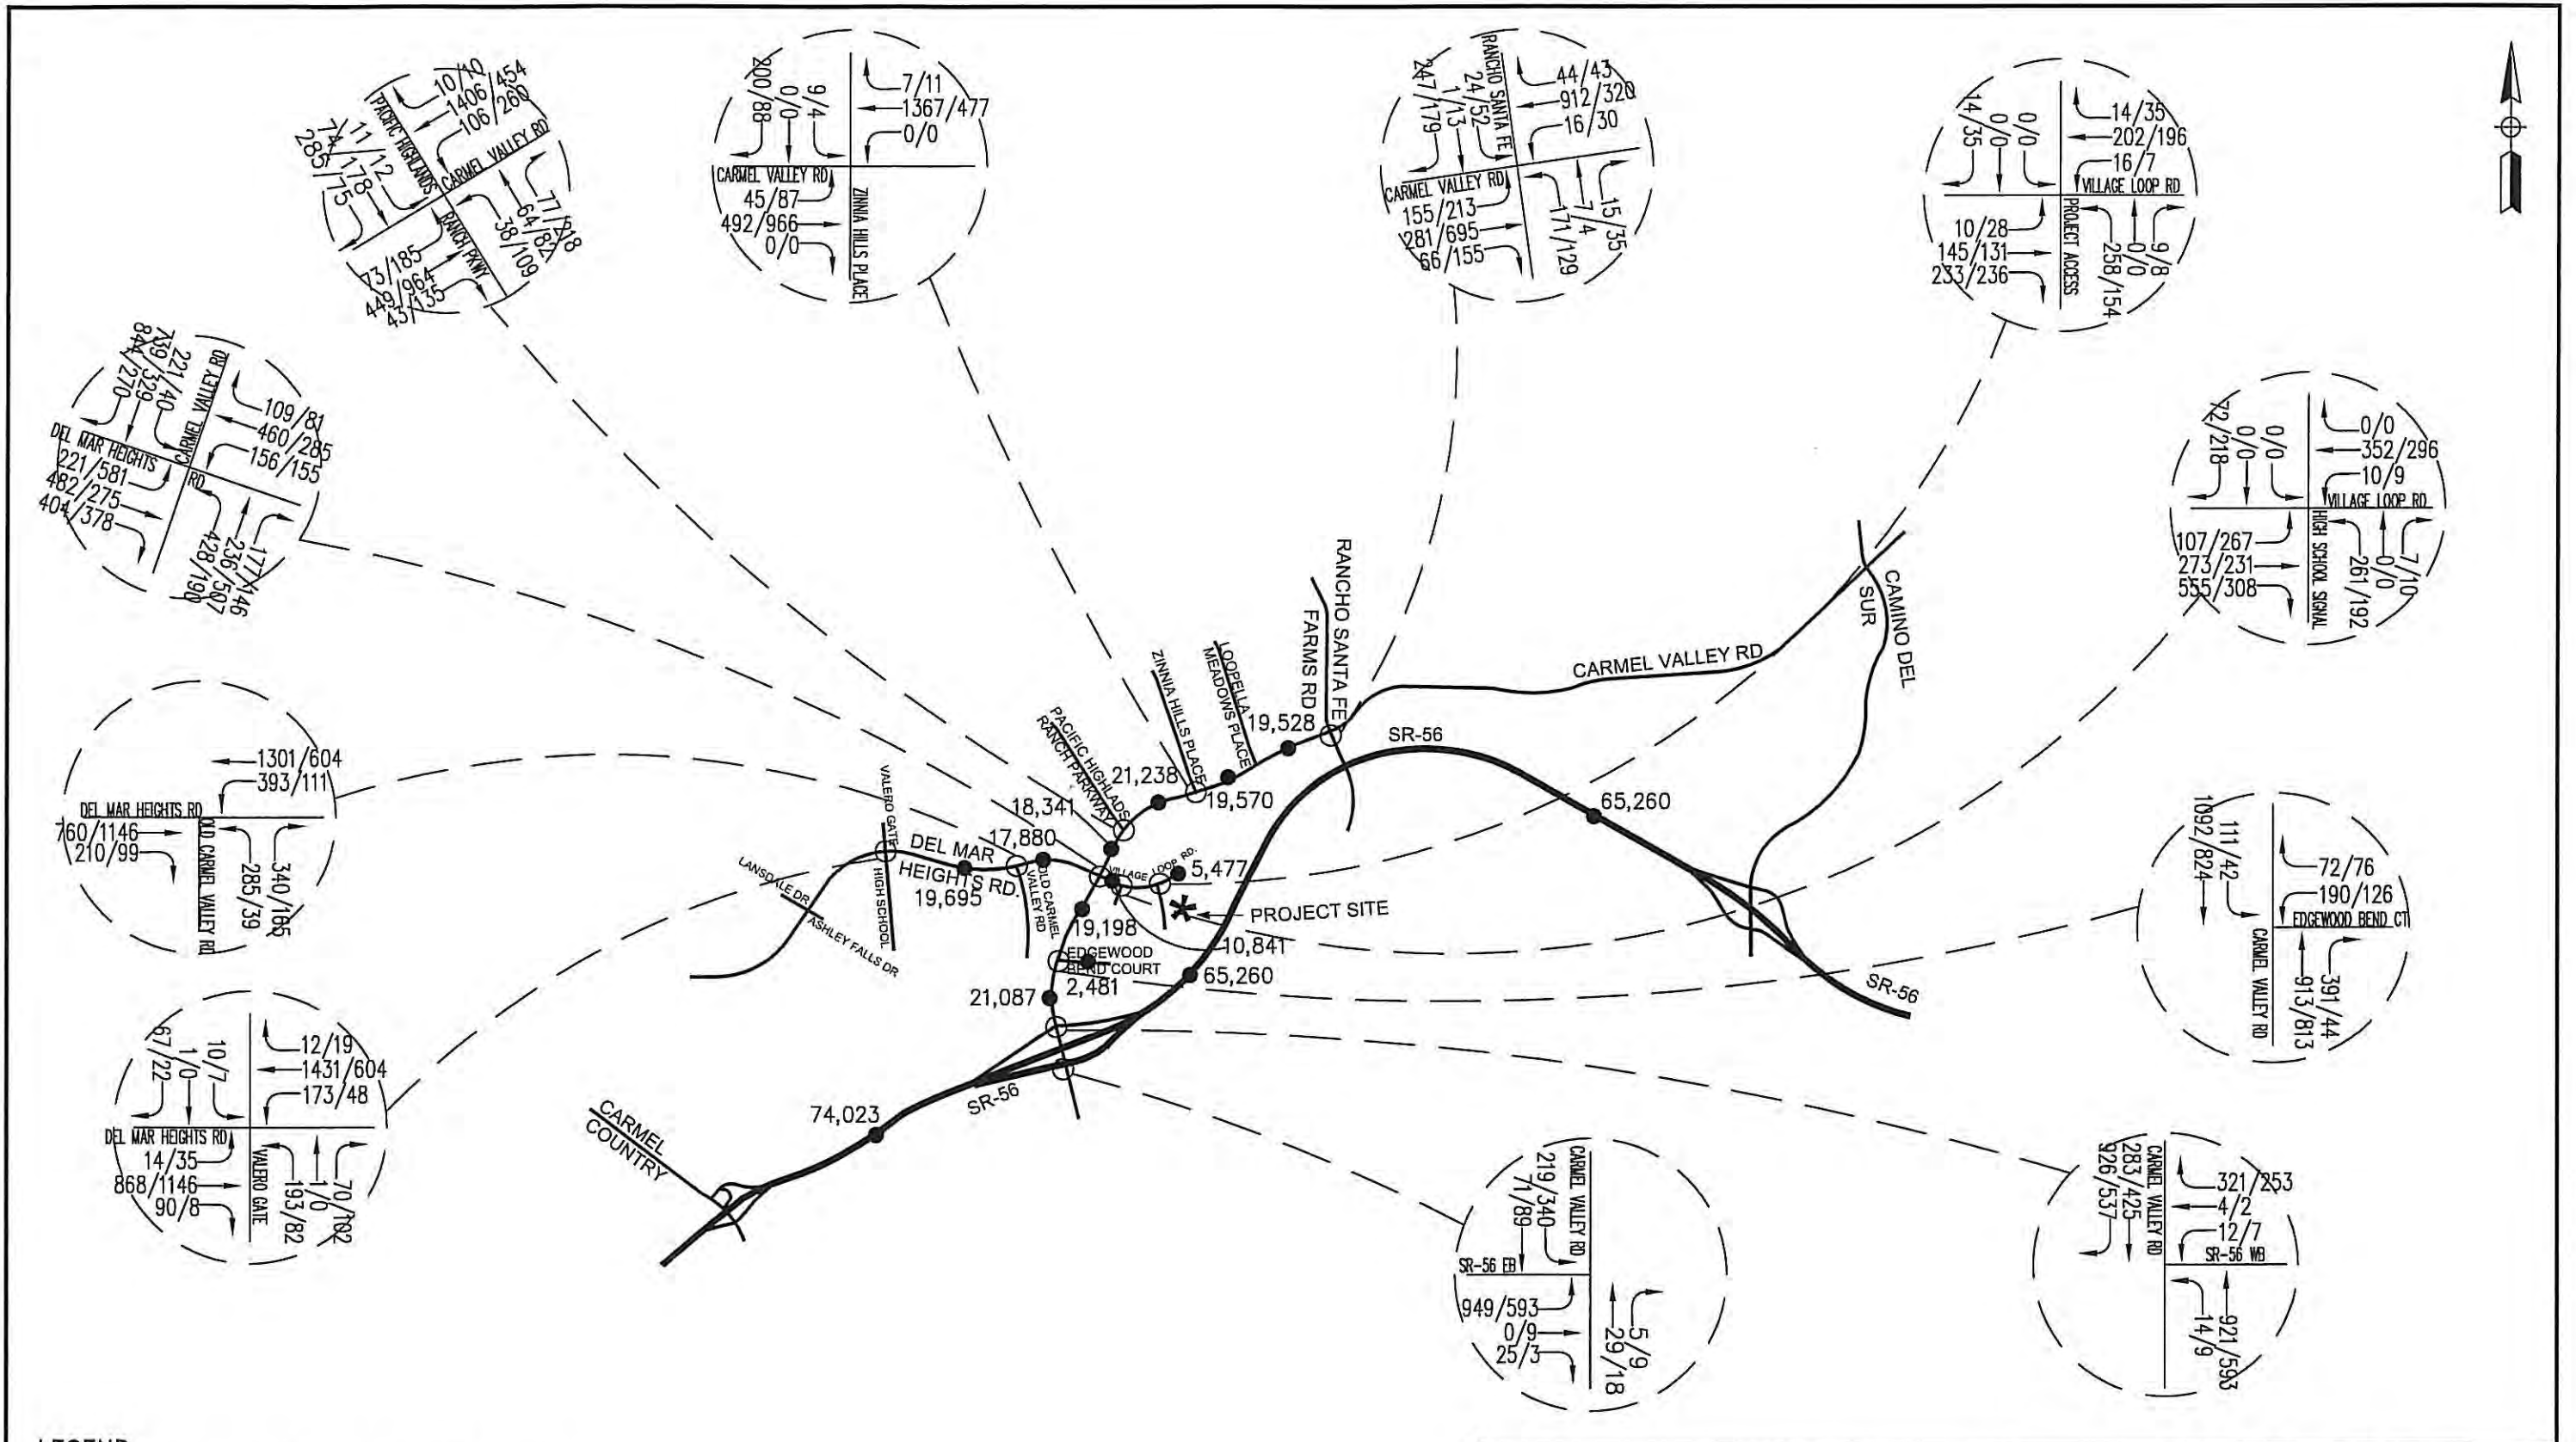 10/10
1406/454
106/260
PACIFIC HIGHLANDS
RANCH PKWY
CARMEL VALLEY RD
11/12
74/178
285/75
73/185
449/964
43/135
77/218
64/82
38/109
200/88
0/0
9/4
7/11
1367/477
0/0
CARMEL VALLEY RD
ZINNIA HILLS PLACE
45/87
492/966
0/0
RANCHO SANTA FE
247/179
1/13
24/52
44/43
912/320
16/30
CARMEL VALLEY RD
155/213
281/695
66/155
171/129
7/4
15/35
14/35
0/0
0/0
14/35
202/196
16/7
VILLAGE LOOP RD
PROJECT ACCESS
10/28
145/131
233/236
258/154
0/0
9/8
844/270
739/329
221/40
CARMEL VALLEY RD
109/81
460/285
156/155
DEL MAR HEIGHTS
RD
221/581
482/275
404/378
428/190
236/507
177/146
72/218
0/0
0/0
0/0
352/296
10/9
VILLAGE LOOP RD
HIGH SCHOOL SIGNAL
107/267
273/231
555/308
261/192
0/0
7/10
1301/604
393/111
DEL MAR HEIGHTS RD
OLD CARMEL VALLEY RD
760/1146
210/99
285/39
340/165
1092/824
111/42
72/76
190/126
EDGEWOOD BEND CT
CARMEL VALLEY RD
913/813
391/44
67/22
1/0
10/7
12/19
1431/604
173/48
DEL MAR HEIGHTS RD
VALERO GATE
14/35
868/1146
90/8
193/82
1/0
70/102
71/89
219/340
CARMEL VALLEY RD
SR-56 EB
949/593
0/9
25/3
29/18
5/9
926/537
283/425
CARMEL VALLEY RD
321/253
4/2
12/7
SR-56 WB
14/9
921/593
RANCHO SANTA FE
FARMS RD
CAMINO DEL
SUR
CARMEL VALLEY RD
LOOPELLA
MEADOWS PLACE
ZINNIA HILLS PLACE
PACIFIC HIGHLADS
RANCH PARKWAY
19,528
SR-56
21,238
19,570
18,341
65,260
17,880
VALERO GATE
HIGH SCHOOL
DEL MAR
HEIGHTS RD.
19,695
VILLAGE LOOP RD.
5,477
OLD CARMEL
VALLEY RD
LANSDALE DR
ASHLEY FALLS DR
PROJECT SITE
19,198
10,841
EDGEWOOD
BEND COURT
2,481
65,260
21,087
SR-56
SR-56
74,023
CARMEL
COUNTRY